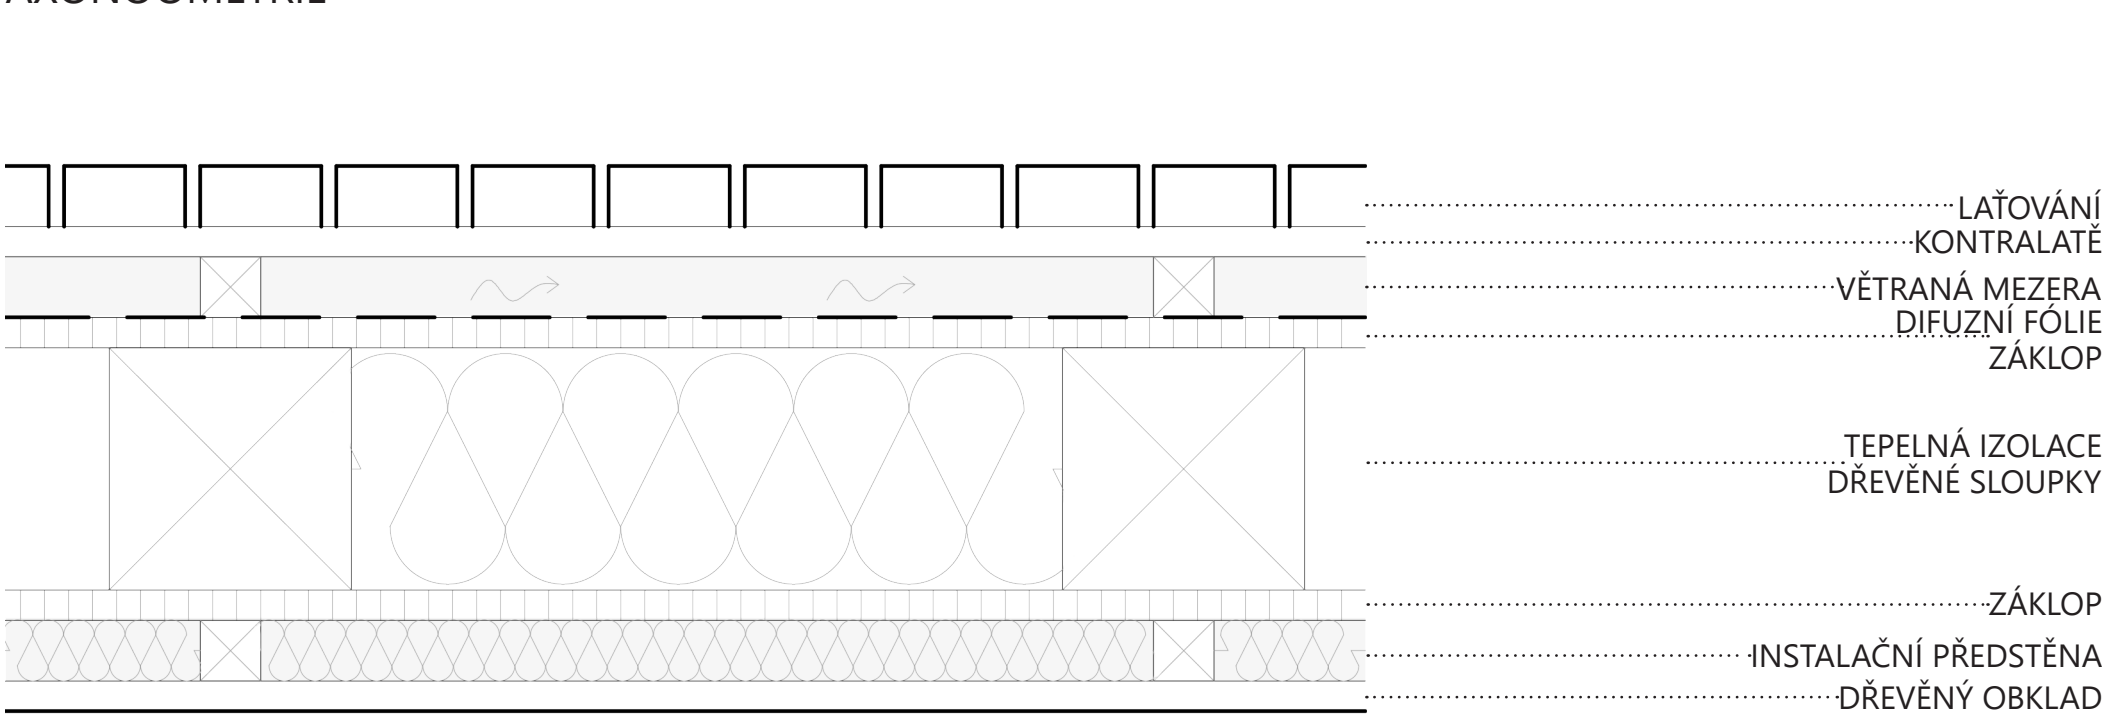 LAŤOVÁNÍ
KONTRALATĚ
VĚTRANÁ MEZERA
DIFUZNÍ FÓLIE
ZÁKLOP
TEPELNÁ IZOLACE
DŘEVĚNÉ SLOUPKY
ZÁKLOP
INSTALAČNÍ PŘEDSTĚNA
DŘEVĚNÝ OBKLAD